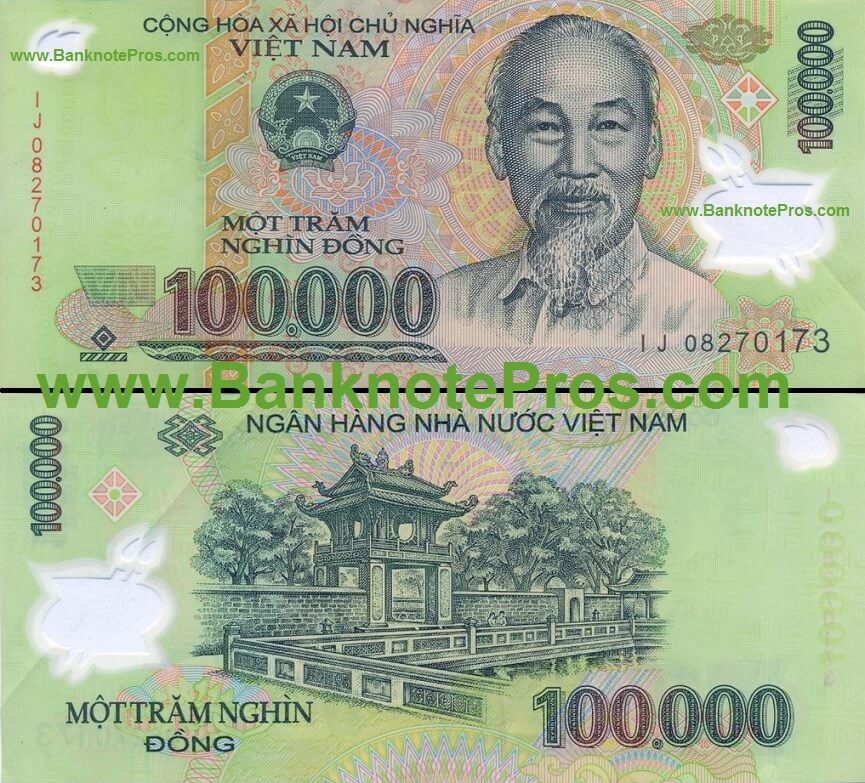 CỘNG HÒA XÃ HỘI CHỦ NGHĨA
VIỆT NAM
www.BanknotePros.com
100.000
IJ 08270173
VIỆT NAM
www.BanknotePros.com
MỘT TRĂM
NGHÌN ĐỒNG
100.000
IJ 08270173
www.BanknotePros.com
NGÂN HÀNG NHÀ NƯỚC VIỆT NAM
100.000
MỘT TRĂM NGHÌN
ĐỒNG
100.000